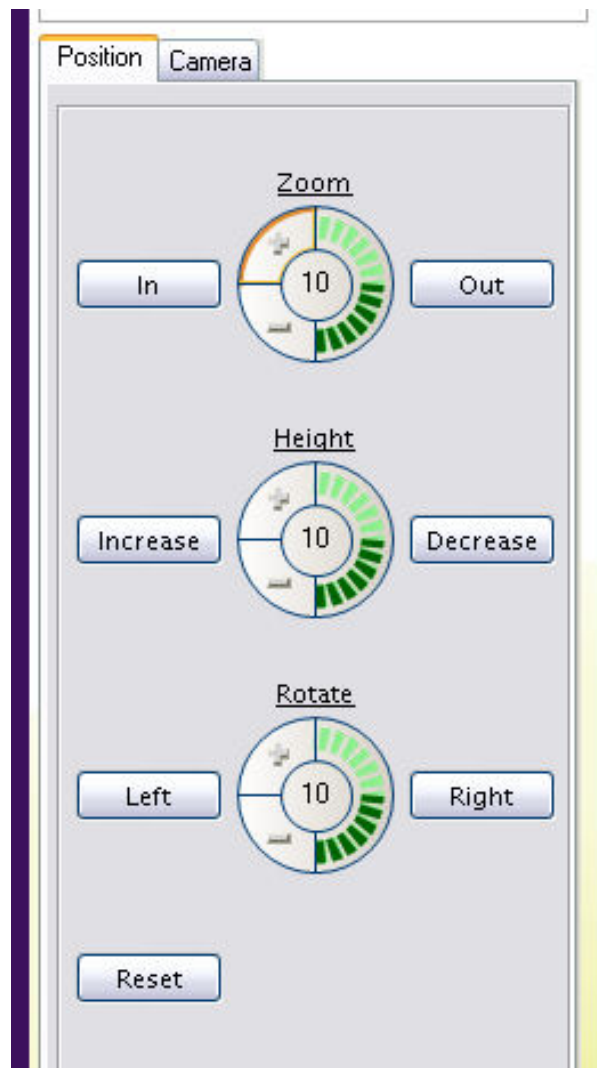 Position Camera
Zoom
In 10 Out
Height
Increase 10 Decrease
Rotate
Left 10 Right
Reset